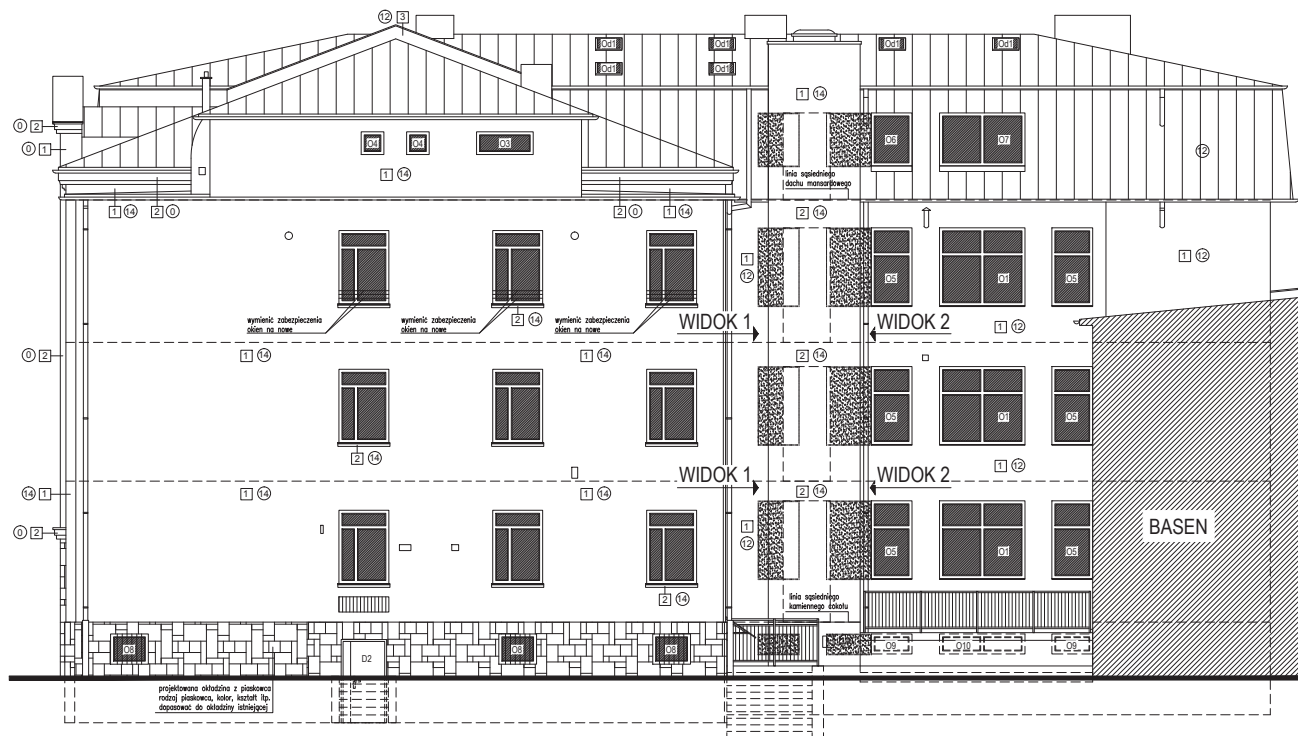 12 3
Od1 Od1 Od1 Od1
Od1 Od1
0 2
1 14
0 1
O4 O4 O3
O6 O7
12
1 14
linia sąsiedniego
dachu mansardowego
1 14 2 0 2 0 1 14
2 14
1
12
1 12
O5 O1 O5
2 14
wymienić zabezpieczenia
okien na nowe
wymienić zabezpieczenia
okien na nowe
wymienić zabezpieczenia
okien na nowe
WIDOK 1 WIDOK 2
1 12
0 2
1 14
1 14
2 14
O5 O1 O5
2 14
1 12
WIDOK 1 WIDOK 2
14 1
1 14
1 14
2 14
0 2
1
12
BASEN
O5 O1 O5
2 14
linia sąsiedniego
kamiennego cokołu
O8 O8 O8
O9 O10 O9
D2
projektowana okładzina z piaskowca
rodzaj piaskowca, kolor, kształt itp.
dopasować do okładziny istniejącej